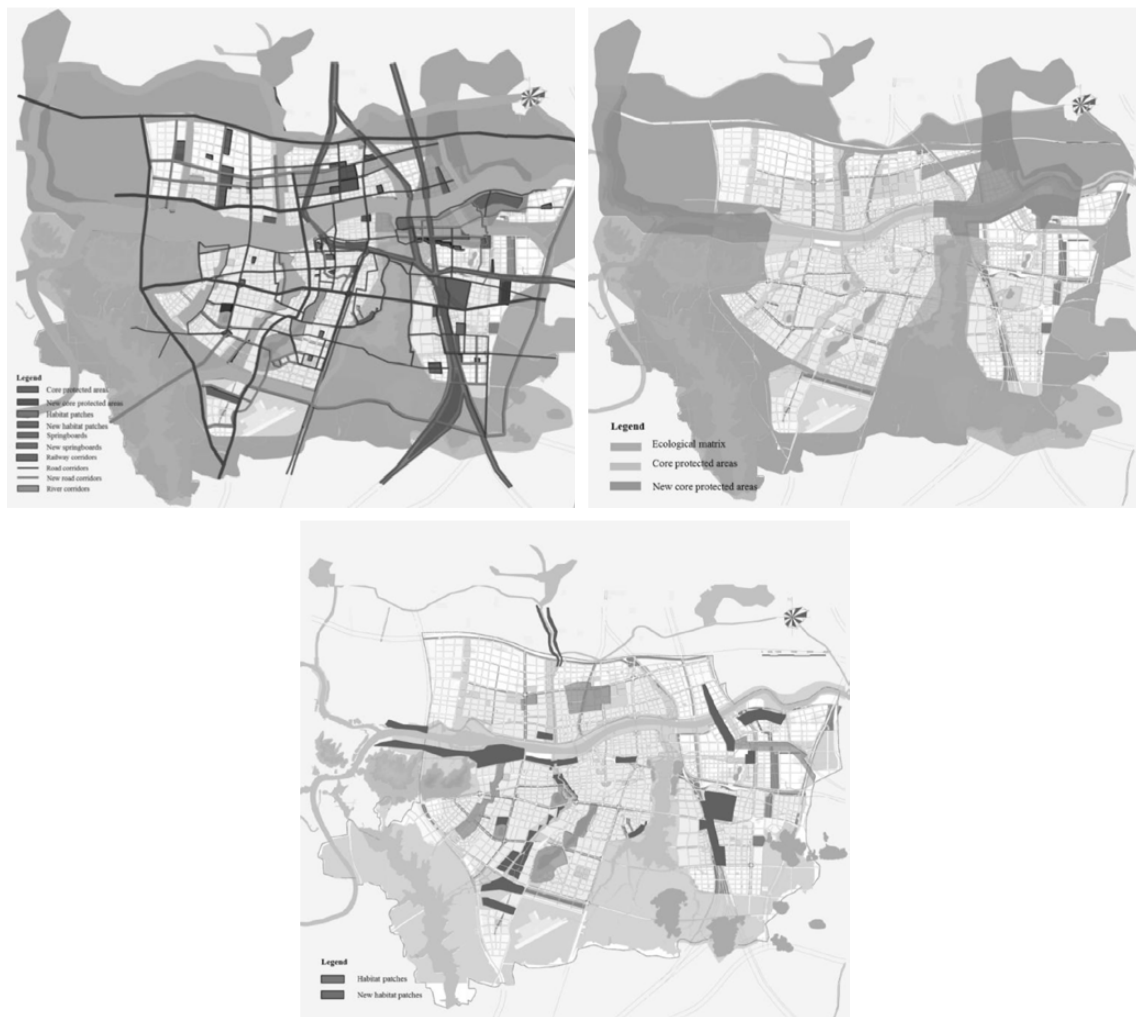 Legend
Core protected areas
New core protected areas
Habitat patches
New habitat patches
Springboards
New springboards
Railway corridors
Road corridors
New road corridors
River corridors
Legend
Ecological matrix
Core protected areas
New core protected areas
Legend
Habitat patches
New habitat patches